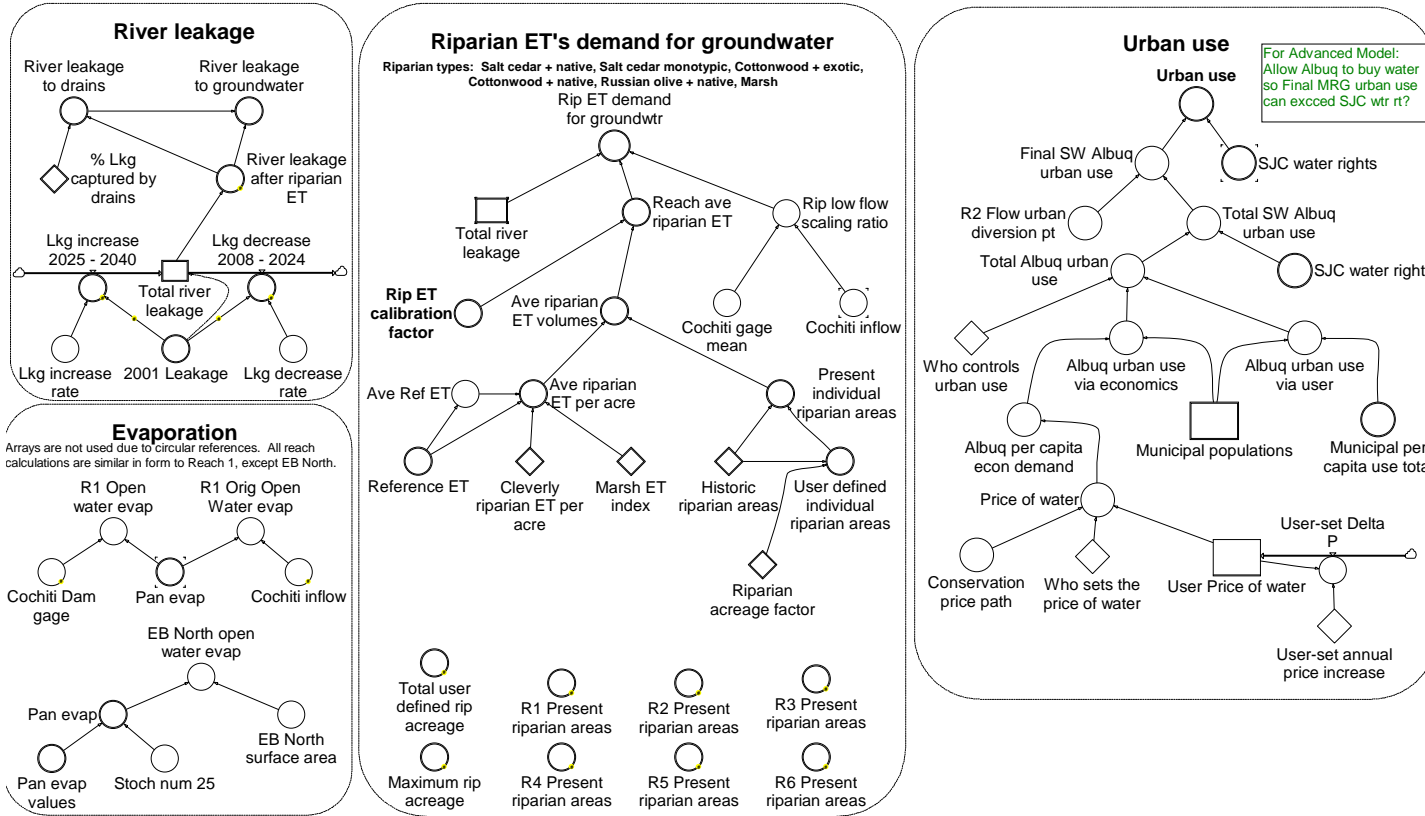 River leakage
River leakage
to drains
River leakage
to groundwater
% Lkg
captured by
drains
River leakage
after riparian
ET
Lkg increase
2025 - 2040
Lkg decrease
2008 - 2024
Total river
leakage
Lkg increase
rate
2001 Leakage
Lkg decrease
rate
Evaporation
Arrays are not used due to circular references. All reach
calculations are similar in form to Reach 1, except EB North.
R1 Open
water evap
R1 Orig Open
Water evap
Cochiti Dam
gage
Pan evap
Cochiti inflow
EB North open
water evap
Pan evap
EB North
surface area
Pan evap
values
Stoch num 25
Riparian ET's demand for groundwater
Riparian types: Salt cedar + native, Salt cedar monotypic, Cottonwood + exotic,
Cottonwood + native, Russian olive + native, Marsh
Rip ET demand
for groundwtr
Total river
leakage
Reach ave
riparian ET
Rip low flow
scaling ratio
Rip ET
calibration
factor
Ave riparian
ET volumes
Cochiti gage
mean
Cochiti inflow
Ave Ref ET
Ave riparian
ET per acre
Present
individual
riparian areas
Reference ET
Cleverly
riparian ET per
acre
Marsh ET
index
Historic
riparian areas
User defined
individual
riparian areas
Riparian
acreage factor
Total user
defined rip
acreage
R1 Present
riparian areas
R2 Present
riparian areas
R3 Present
riparian areas
Maximum rip
acreage
R4 Present
riparian areas
R5 Present
riparian areas
R6 Present
riparian areas
Urban use
For Advanced Model:
Allow Albuq to buy water
so Final MRG urban use
can excced SJC wtr rt?
Urban use
Final SW Albuq
urban use
SJC water rights
R2 Flow urban
diversion pt
Total SW Albuq
urban use
Total Albuq urban
use
SJC water right
Who controls
urban use
Albuq urban use
via economics
Albuq urban use
via user
Albuq per capita
econ demand
Municipal populations
Municipal per
capita use tota
Price of water
User-set Delta
P
Conservation
price path
Who sets the
price of water
User Price of water
User-set annual
price increase